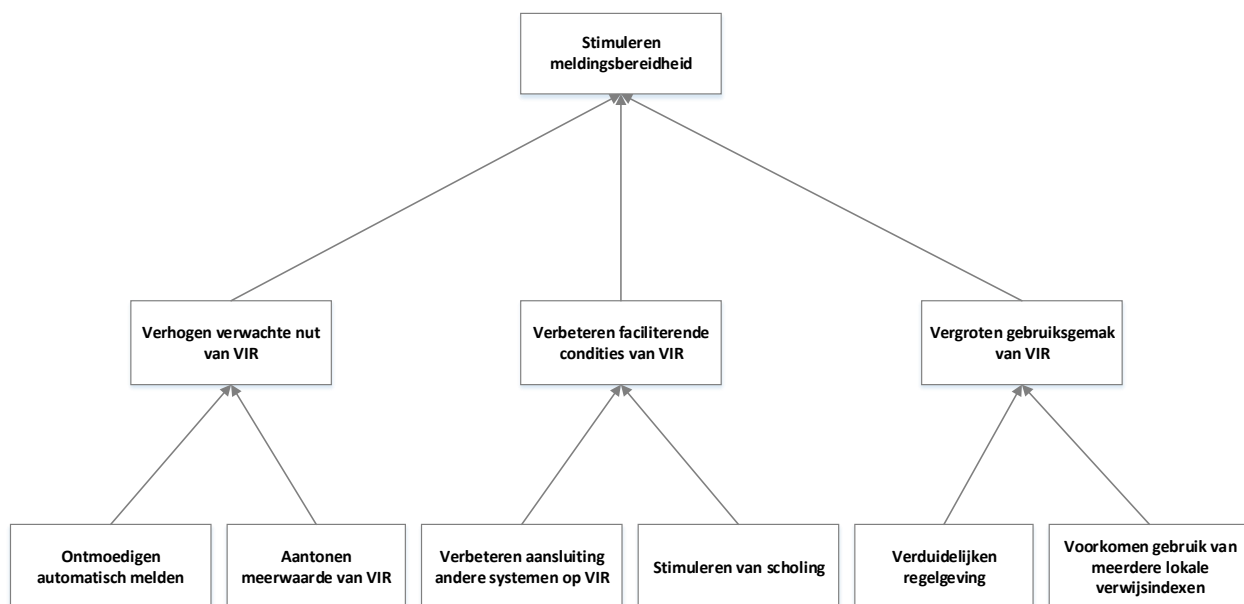 Stimuleren
meldingsbereidheid
Verhogen verwachte nut
van VIR
Verbeteren faciliterende
condities van VIR
Vergroten gebruiksgemak
van VIR
Ontmoedigen
automatisch melden
Aantonen
meerwaarde van VIR
Verbeteren aansluiting
andere systemen op VIR
Stimuleren van scholing
Verduidelijken
regelgeving
Voorkomen gebruik van
meerdere lokale
verwijsindexen